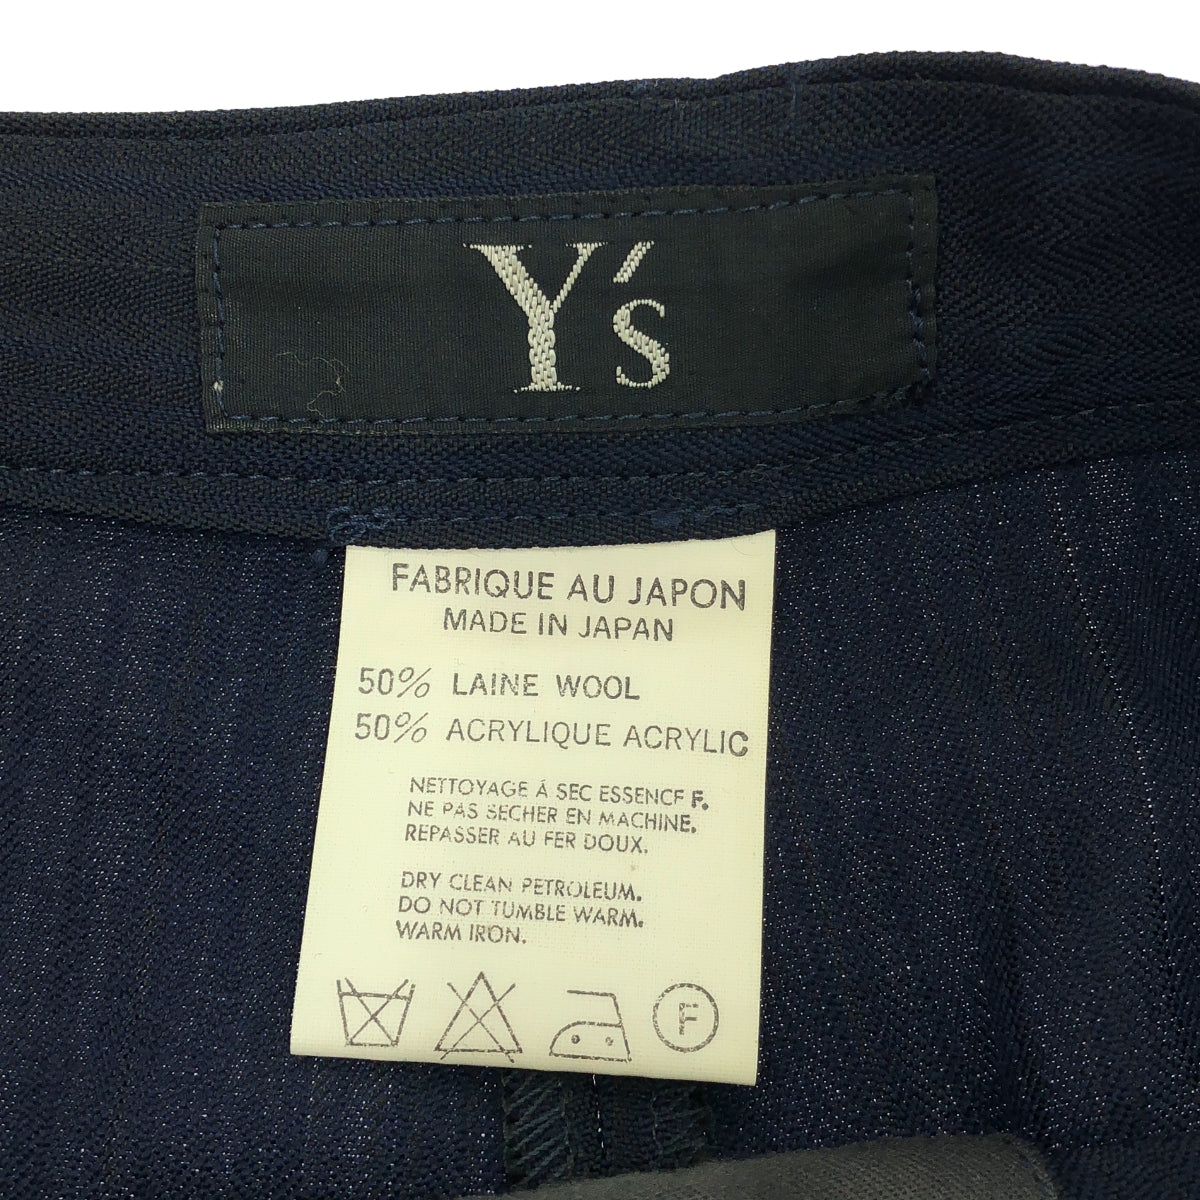 Y's
FABRIQUE AU JAPON
MADE IN JAPAN
50% LAINE WOOL
50% ACRYLIQUE ACRYLIC
NETTOYAGE Á SEC ESSENCE F.
NE PAS SECHER EN MACHINE.
REPASSER AU FER DOUX.
DRY CLEAN PETROLEUM.
DO NOT TUMBLE WARM.
WARM IRON.
F